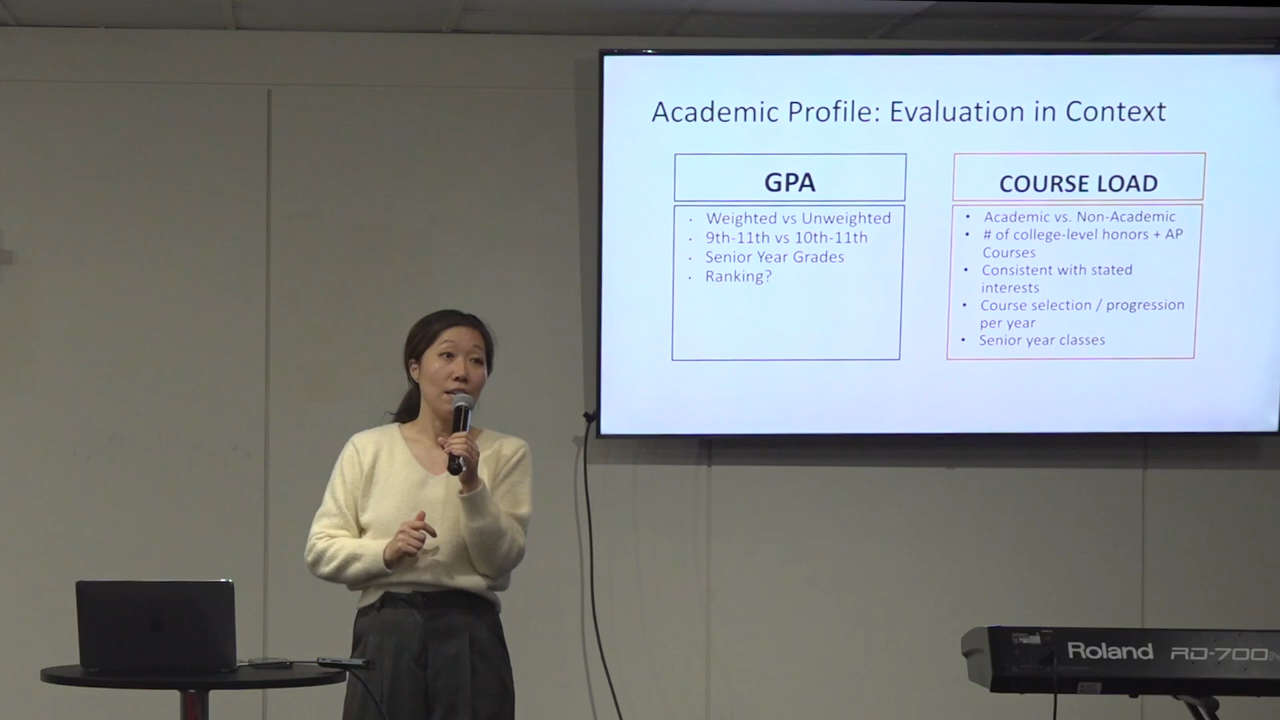 Academic Profile: Evaluation in Context
GPA
· Weighted vs Unweighted
· 9th-11th vs 10th-11th
· Senior Year Grades
· Ranking?
COURSE LOAD
• Academic vs. Non-Academic
• # of college-level honors + AP
Courses
• Consistent with stated
interests
• Course selection / progression
per year
• Senior year classes
Roland RD-700